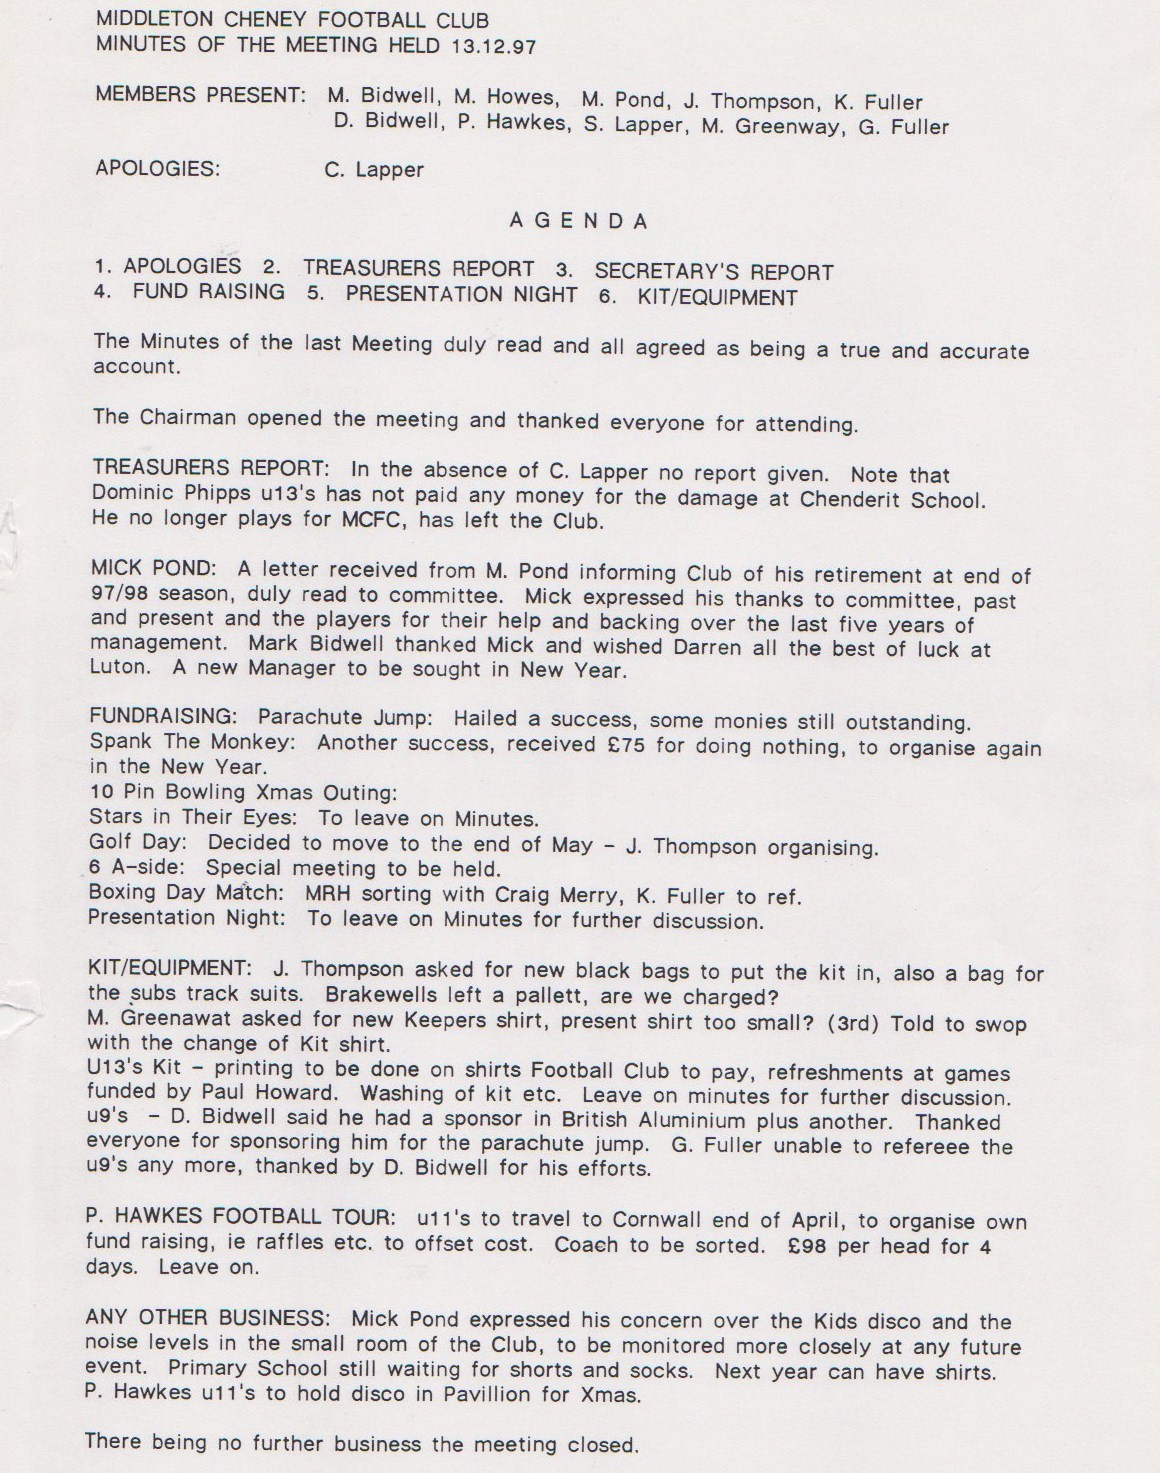 MIDDLETON CHENEY FOOTBALL CLUB
MINUTES OF THE MEETING HELD 13.12.97
MEMBERS PRESENT: M. Bidwell, M. Howes, M. Pond, J. Thompson, K. Fuller
D. Bidwell, P. Hawkes, S. Lapper, M. Greenway, G. Fuller
APOLOGIES: C. Lapper
A G E N D A
1. APOLOGIES 2. TREASURERS REPORT 3. SECRETARY'S REPORT
4. FUND RAISING 5. PRESENTATION NIGHT 6. KIT/EQUIPMENT
The Minutes of the last Meeting duly read and all agreed as being a true and accurate
account.
The Chairman opened the meeting and thanked everyone for attending.
TREASURERS REPORT: In the absence of C. Lapper no report given. Note that
Dominic Phipps u13's has not paid any money for the damage at Chenderit School.
He no longer plays for MCFC, has left the Club.
MICK POND: A letter received from M. Pond informing Club of his retirement at end of
97/98 season, duly read to committee. Mick expressed his thanks to committee, past
and present and the players for their help and backing over the last five years of
management. Mark Bidwell thanked Mick and wished Darren all the best of luck at
Luton. A new Manager to be sought in New Year.
FUNDRAISING: Parachute Jump: Hailed a success, some monies still outstanding.
Spank The Monkey: Another success, received £75 for doing nothing, to organise again
in the New Year.
10 Pin Bowling Xmas Outing:
Stars in Their Eyes: To leave on Minutes.
Golf Day: Decided to move to the end of May - J. Thompson organising.
6 A-side: Special meeting to be held.
Boxing Day Match: MRH sorting with Craig Merry, K. Fuller to ref.
Presentation Night: To leave on Minutes for further discussion.
KIT/EQUIPMENT: J. Thompson asked for new black bags to put the kit in, also a bag for
the subs track suits. Brakewells left a pallett, are we charged?
M. Greenawat asked for new Keepers shirt, present shirt too small? (3rd) Told to swop
with the change of Kit shirt.
U13's Kit - printing to be done on shirts Football Club to pay, refreshments at games
funded by Paul Howard. Washing of kit etc. Leave on minutes for further discussion.
u9's - D. Bidwell said he had a sponsor in British Aluminium plus another. Thanked
everyone for sponsoring him for the parachute jump. G. Fuller unable to refereee the
u9's any more, thanked by D. Bidwell for his efforts.
P. HAWKES FOOTBALL TOUR: u11's to travel to Cornwall end of April, to organise own
fund raising, ie raffles etc. to offset cost. Coach to be sorted. £98 per head for 4
days. Leave on.
ANY OTHER BUSINESS: Mick Pond expressed his concern over the Kids disco and the
noise levels in the small room of the Club, to be monitored more closely at any future
event. Primary School still waiting for shorts and socks. Next year can have shirts.
P. Hawkes u11's to hold disco in Pavillion for Xmas.
There being no further business the meeting closed.